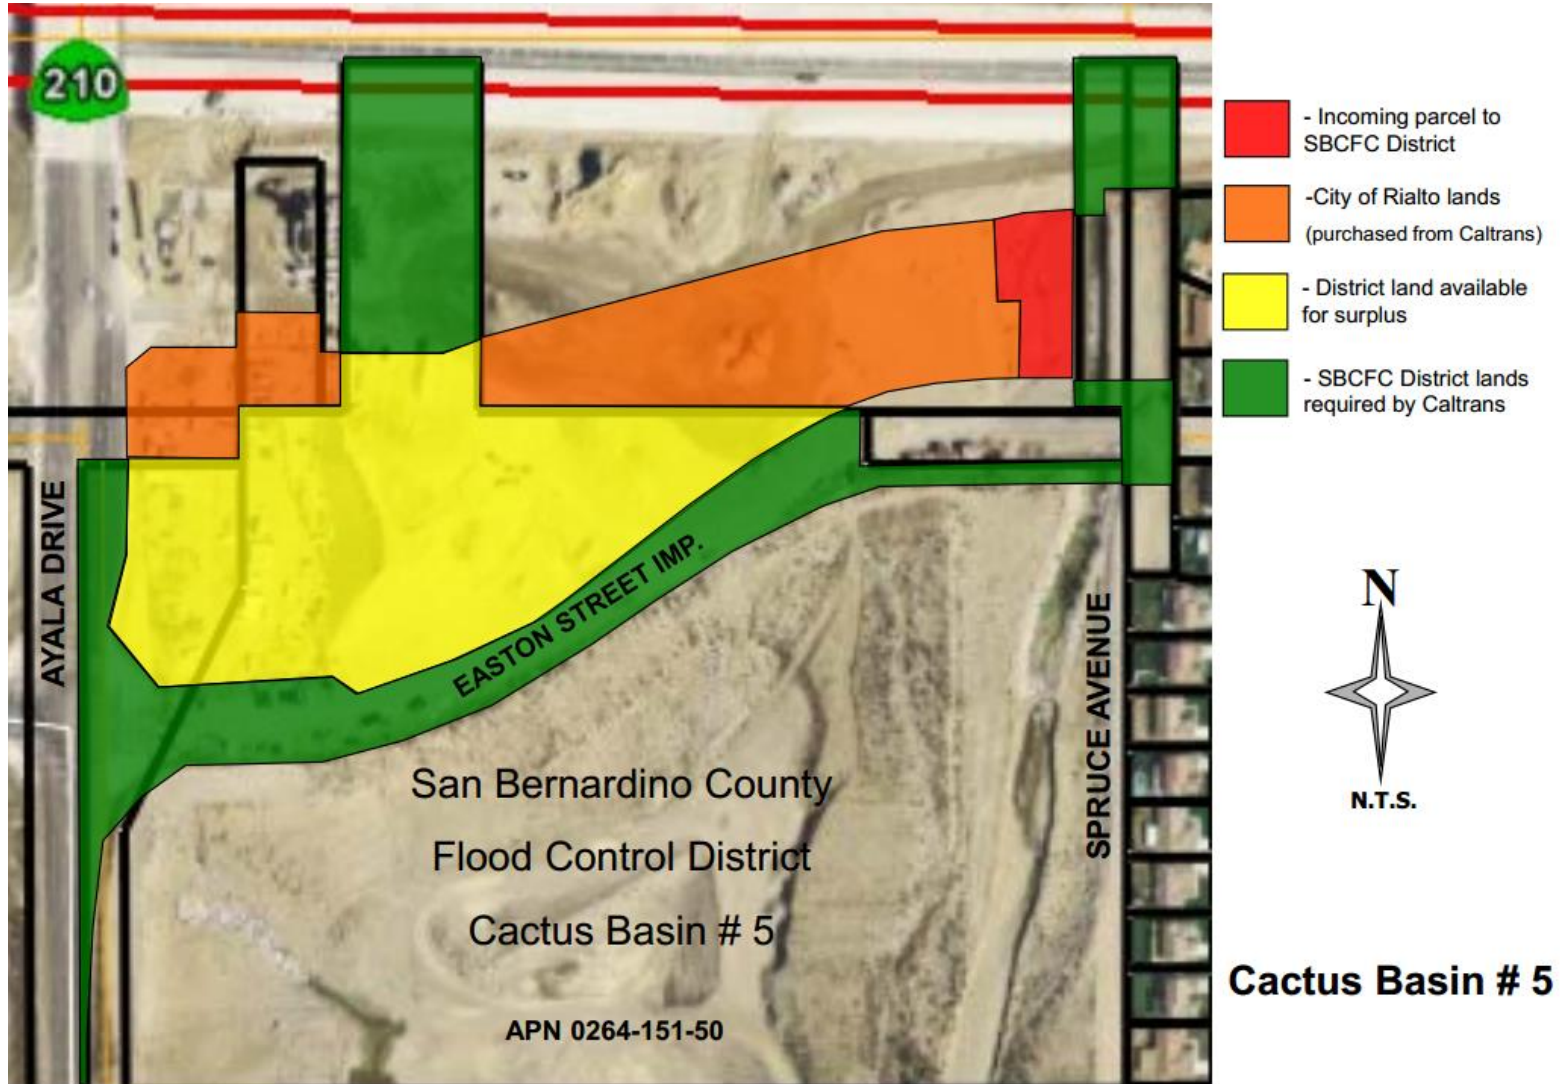 210
- Incoming parcel to
SBCFC District
-City of Rialto lands
(purchased from Caltrans)
- District land available
for surplus
- SBCFC District lands
required by Caltrans
AYALA DRIVE
EASTON STREET IMP.
SPRUCE AVENUE
N
N.T.S.
San Bernardino County
Flood Control District
Cactus Basin # 5
APN 0264-151-50
Cactus Basin # 5